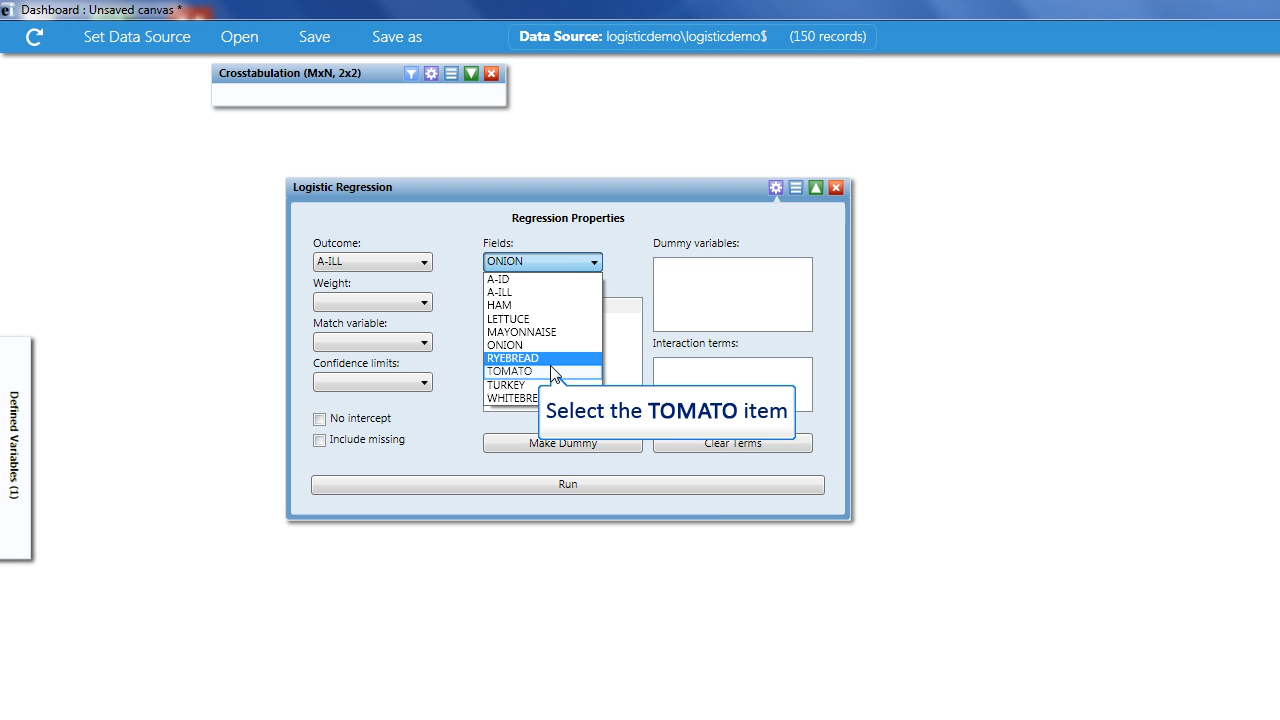 Dashboard : Unsaved canvas *
Set Data Source Open Save Save as Data Source: logisticdemo\logisticdemo$ (150 records)
Crosstabulation (MxN, 2x2)
Logistic Regression
Regression Properties
Outcome: Fields: Dummy variables:
A-ILL ONION
Weight:
A-ID
A-ILL
HAM
LETTUCE
MAYONNAISE
ONION
RYEBREAD
TOMATO
TURKEY
Match variable:
Interaction terms:
Confidence limits:
Select the TOMATO item
No intercept
Include missing
Make Dummy Clear Terms
Run
Defined Variables (1)